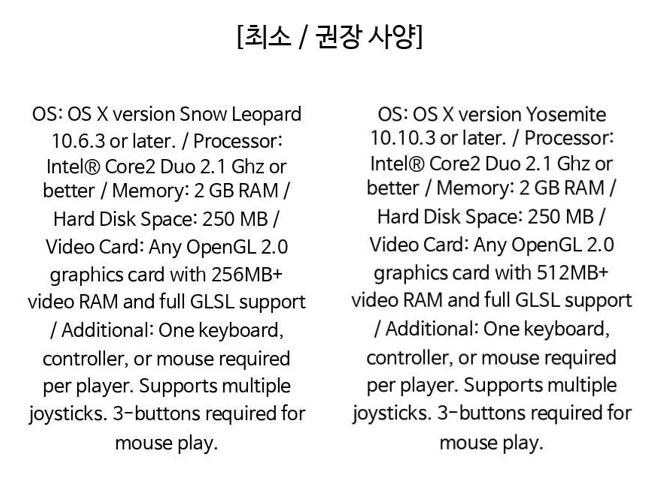 [최소 / 권장 사양]
OS: OS X version Snow Leopard
10.6.3 or later. / Processor:
Intel® Core2 Duo 2.1 Ghz or
better / Memory: 2 GB RAM /
Hard Disk Space: 250 MB /
Video Card: Any OpenGL 2.0
graphics card with 256MB+
video RAM and full GLSL support
/ Additional: One keyboard,
controller, or mouse required
per player. Supports multiple
joysticks. 3-buttons required for
mouse play.
OS: OS X version Yosemite
10.10.3 or later. / Processor:
Intel® Core2 Duo 2.1 Ghz or
better / Memory: 2 GB RAM /
Hard Disk Space: 250 MB /
Video Card: Any OpenGL 2.0
graphics card with 512MB+
video RAM and full GLSL support
/ Additional: One keyboard,
controller, or mouse required
per player. Supports multiple
joysticks. 3-buttons required for
mouse play.